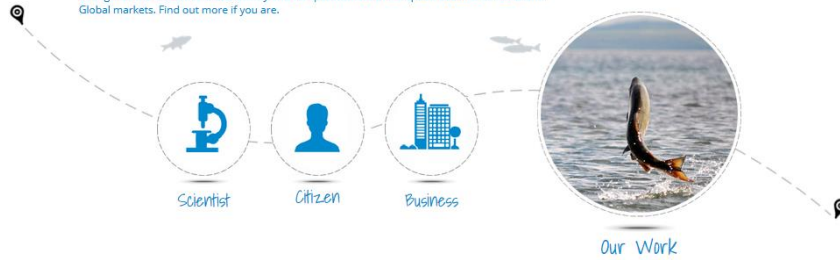 Global markets. Find out more if you are.
Scientist
Citizen
Business
Our Work